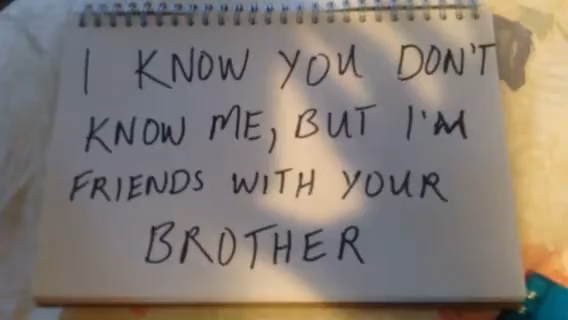 I KNOW YOU DON'T
KNOW ME, BUT I'M
FRIENDS WITH YOUR
BROTHER